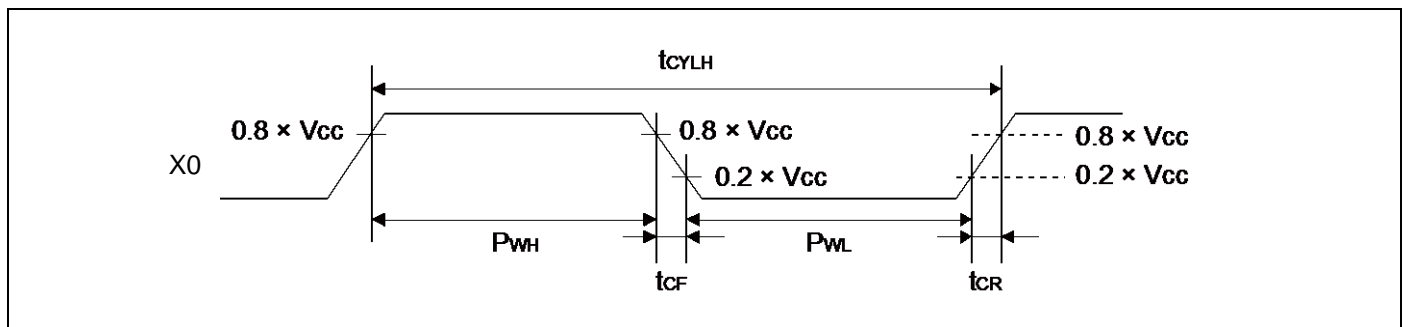 tCYLH
0.8 × Vcc
0.8 × Vcc
0.8 × Vcc
X0
0.2 × Vcc
0.2 × Vcc
PWH
PWL
tCF
tCR